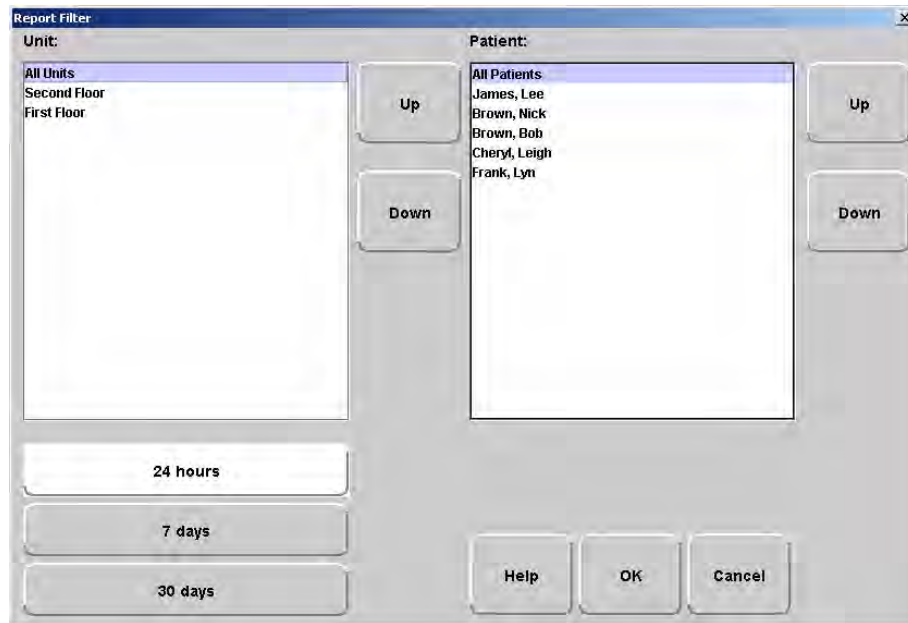 Report Filter
Unit:
All Units
Second Floor
First Floor
Up
Down
Patient:
All Patients
James, Lee
Brown, Nick
Brown, Bob
Cheryl, Leigh
Frank, Lyn
Up
Down
24 hours
7 days
30 days
Help
OK
Cancel